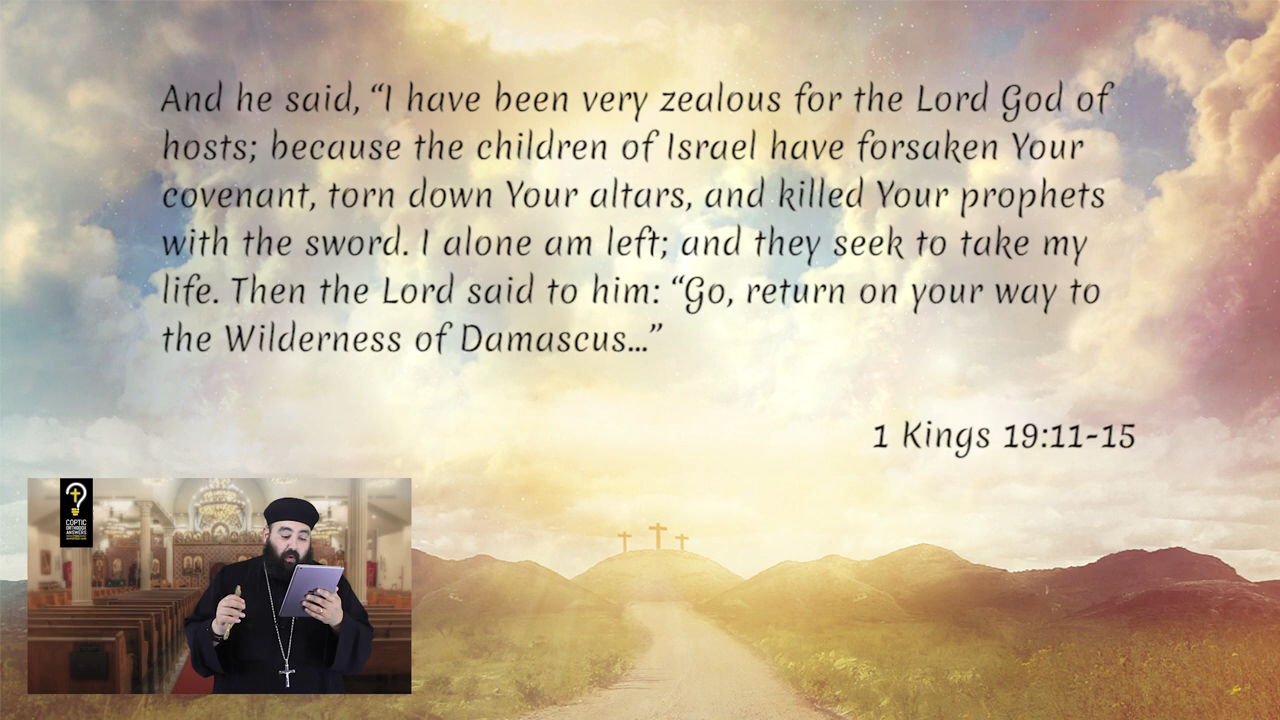 And he said, “I have been very zealous for the Lord God of
hosts; because the children of Israel have forsaken Your
covenant, torn down Your altars, and killed Your prophets
with the sword. I alone am left; and they seek to take my
life. Then the Lord said to him: “Go, return on your way to
the Wilderness of Damascus...”
1 Kings 19:11-15
COPTIC
ORTHODOX
ANSWERS